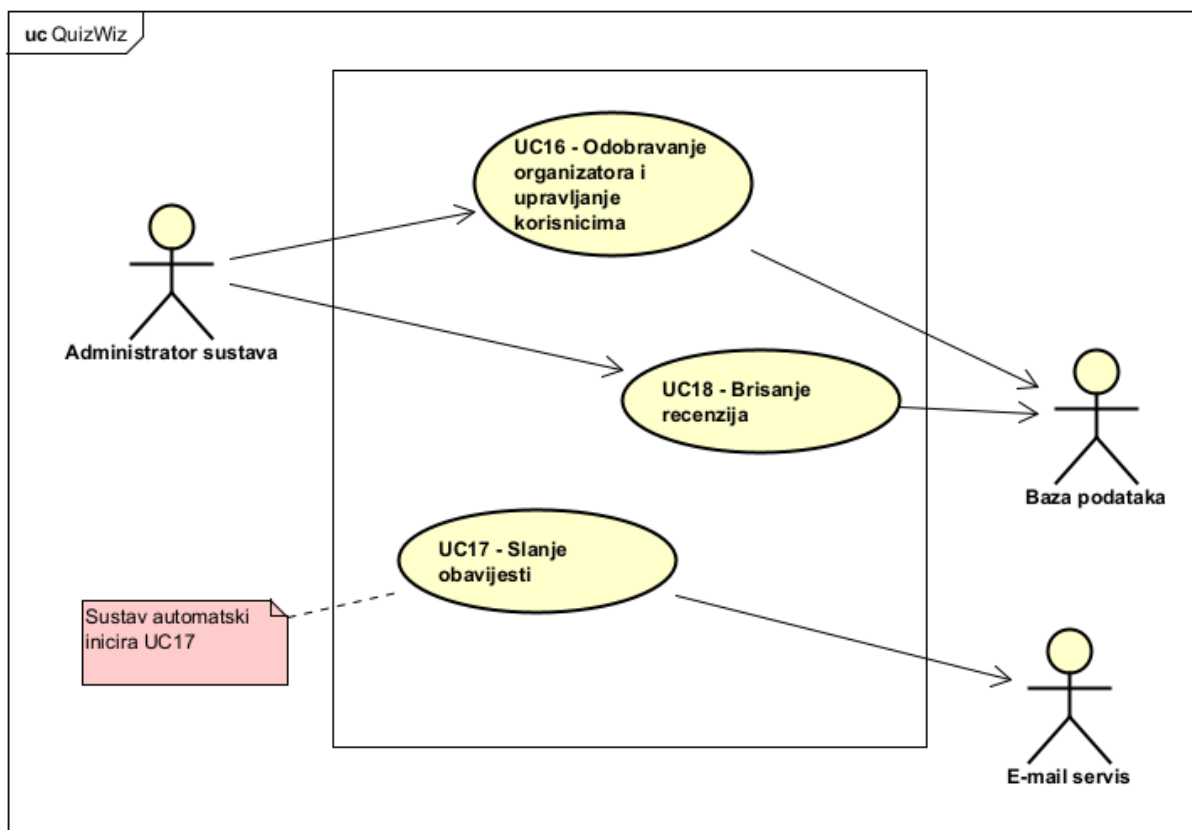 uc QuizWiz
UC16 - Odobravanje
organizatora i
upravljanje
korisnicima
Administrator sustava
UC18 - Brisanje
recenzija
Baza podataka
UC17 - Slanje
obavijesti
Sustav automatski
inicira UC17
E-mail servis